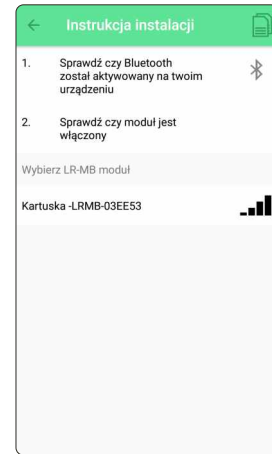 Instrukcja instalacji
1. Sprawdź czy Bluetooth
został aktywowany na twoim
urządzeniu
2. Sprawdź czy moduł jest
włączony
Wybierz LR-MB moduł
Kartuska -LRMB-03EE53